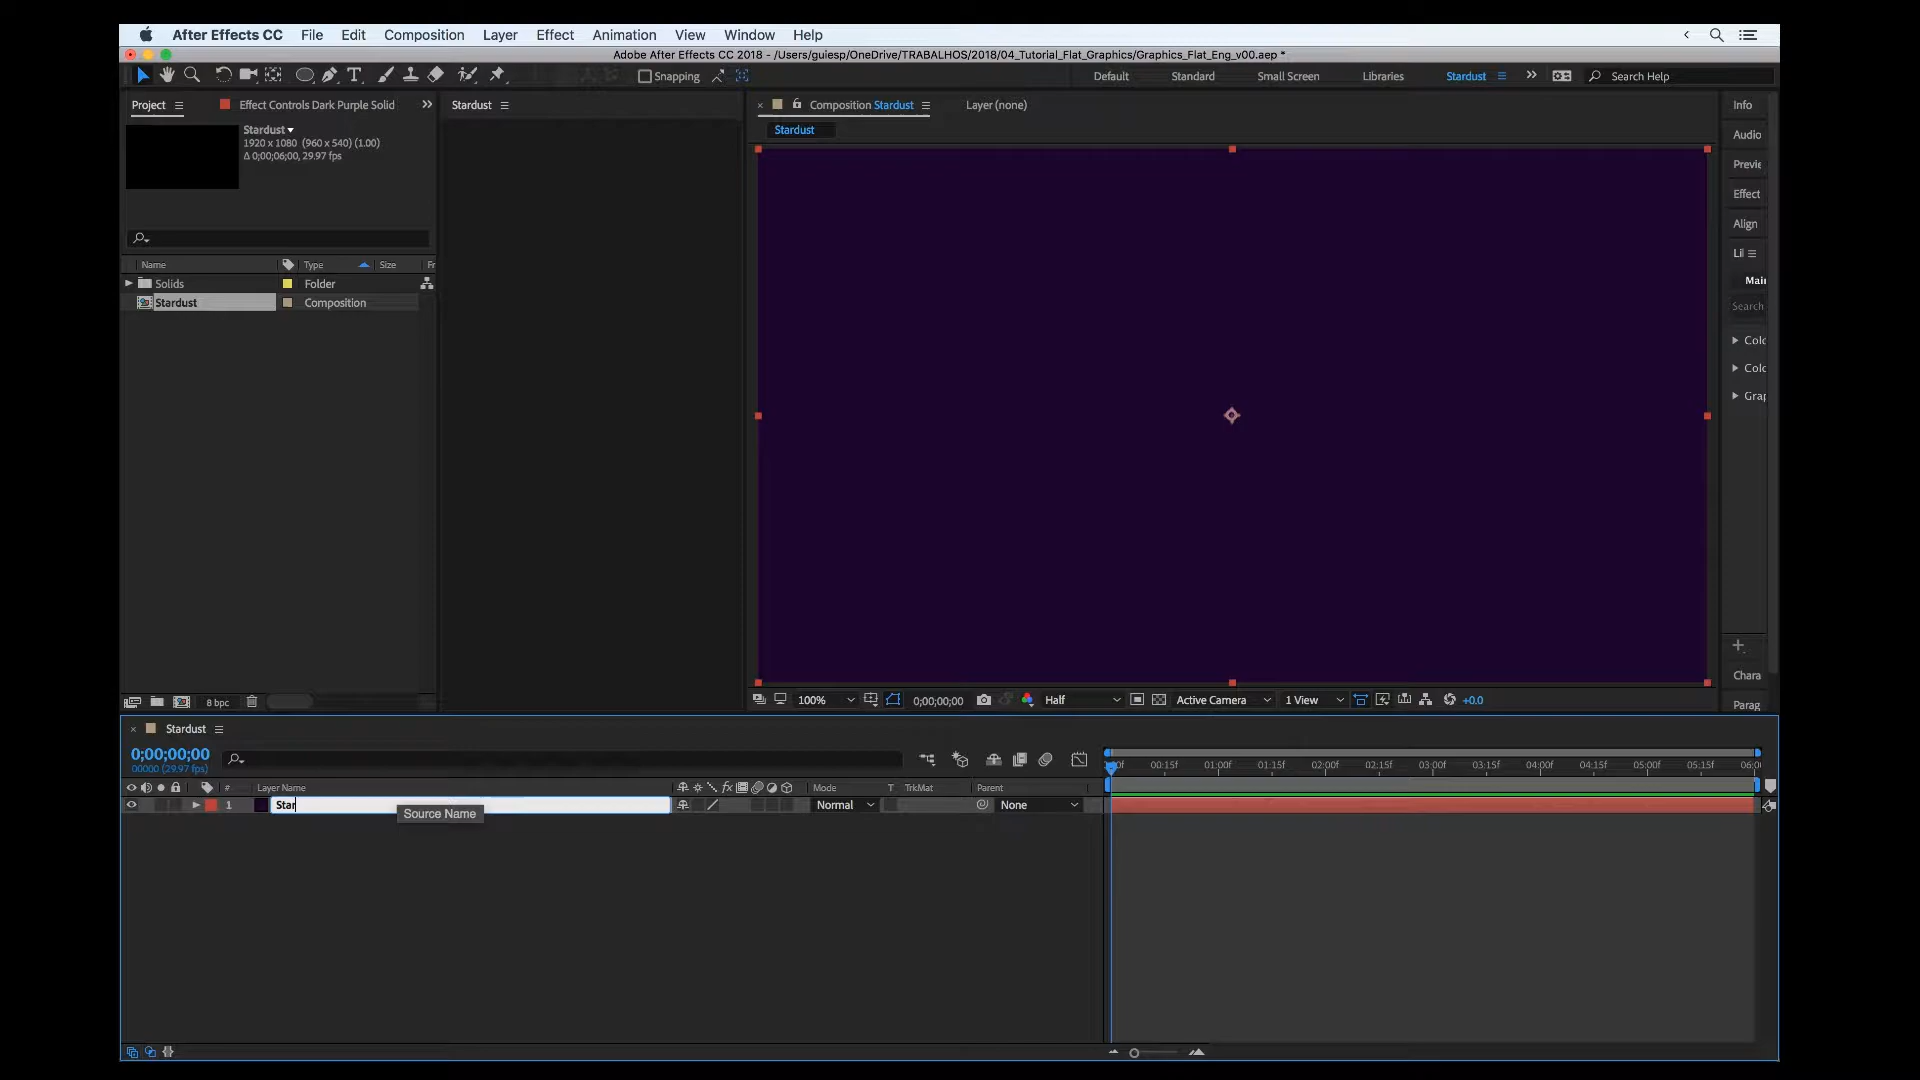 After Effects CC File Edit Composition Layer Effect Animation View Window Help
Adobe After Effects CC 2018 - /Users/guiesp/OneDrive/TRABALHOS/2018/04_Tutorial_Flat_Graphics/Graphics_Flat_Eng_v00.aep *
Snapping Default Standard Small Screen Libraries Stardust Search Help
Project Effect Controls Dark Purple Solid Stardust Composition Stardust Layer (none) Info
Stardust
1920 x 1080 (960 x 540) (1.00)
Δ 0;00;06;00, 29.97 fps
Stardust
Audio
Previe
Effect
Align
Li
Mair
Search
Colo
Colo
Grap
Chara
Parag
Name Type Size Fr
Solids Folder
Stardust Composition
8 bpc
100% 0;00;00;00 Half Active Camera 1 View +0.0
Stardust
0;00;00;00
00000 (29.97 fps)
:00f 00:15f 01:00f 01:15f 02:00f 02:15f 03:00f 03:15f 04:00f 04:15f 05:00f 05:15f 06:0
# Layer Name Mode T TrkMat Parent
1 Star Normal None
Source Name